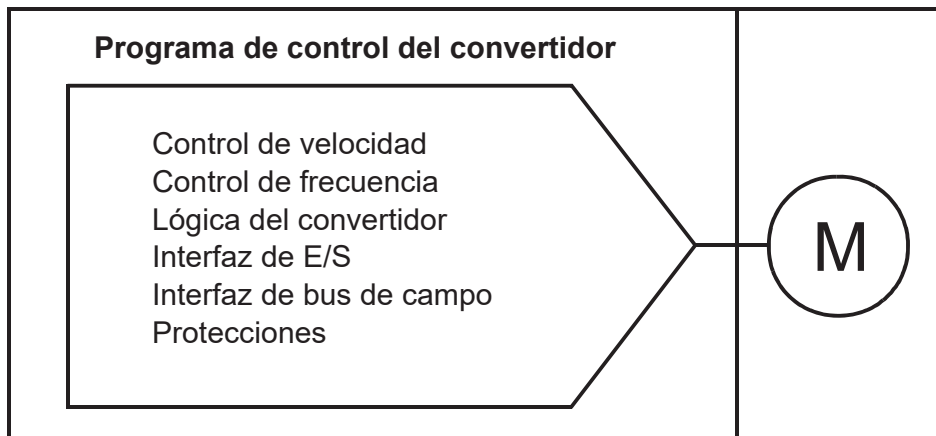 Programa de control del convertidor
Control de velocidad
Control de frecuencia
Lógica del convertidor
Interfaz de E/S
Interfaz de bus de campo
Protecciones
M